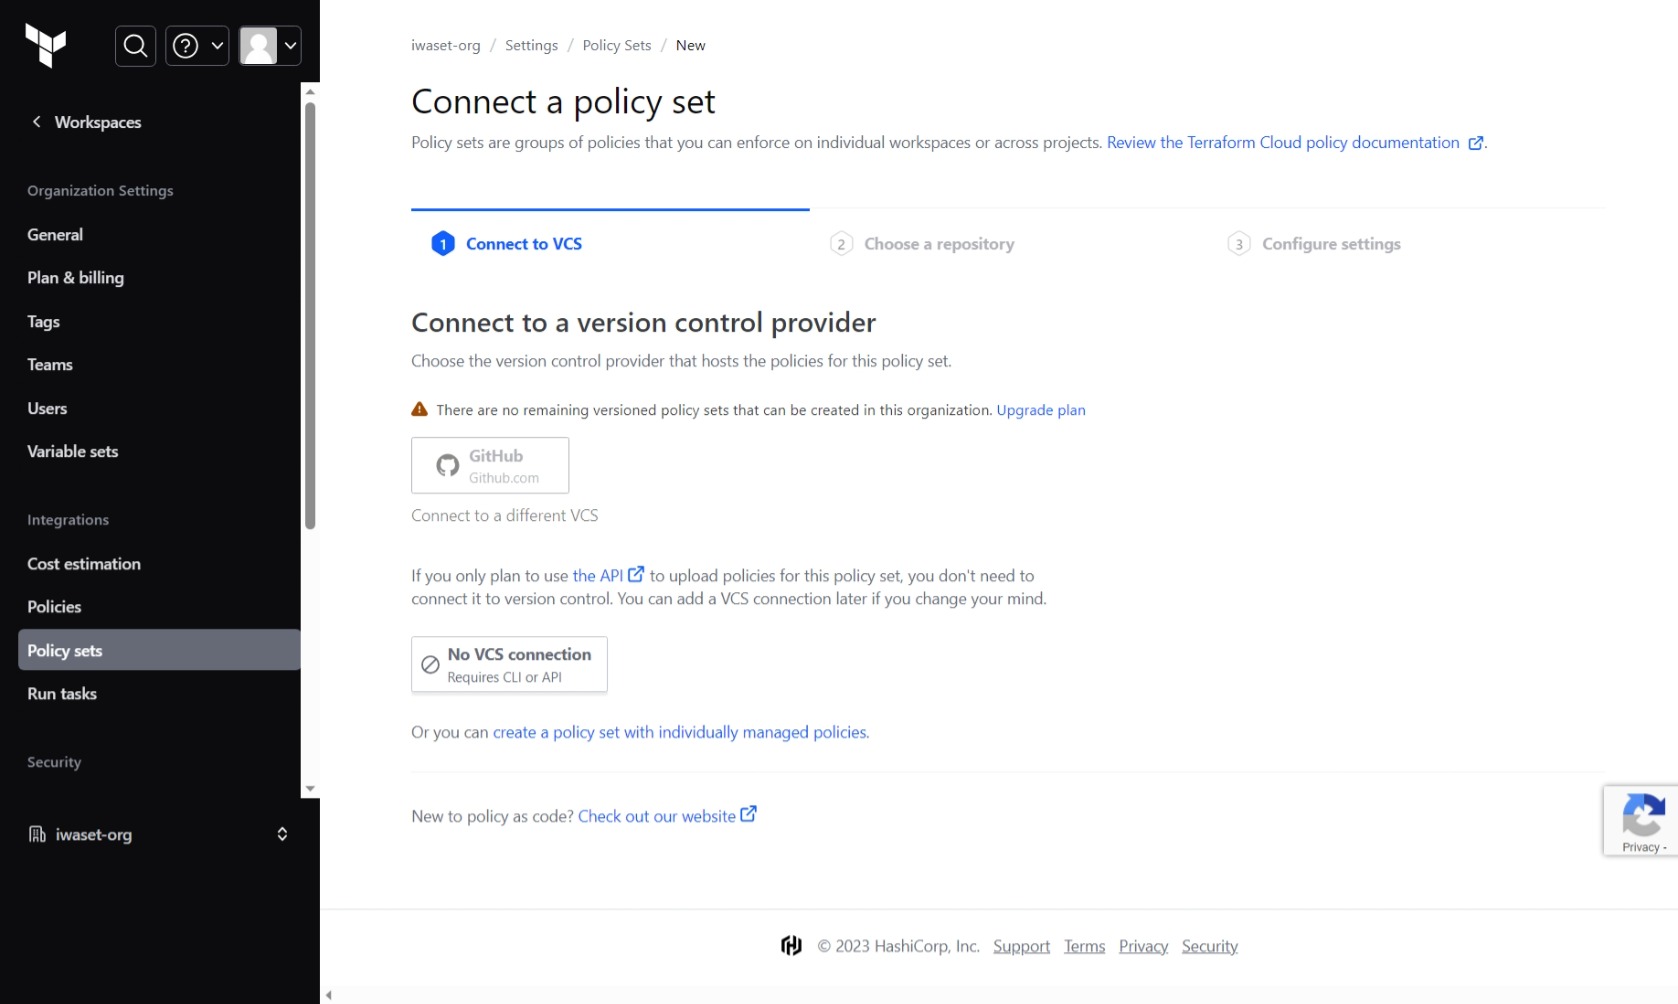 iwaset-org / Settings / Policy Sets / New
Workspaces
Organization Settings
General
Plan & billing
Tags
Teams
Users
Variable sets
Integrations
Cost estimation
Policies
Policy sets
Run tasks
Security
iwaset-org
Connect a policy set
Policy sets are groups of policies that you can enforce on individual workspaces or across projects. Review the Terraform Cloud policy documentation.
1 Connect to VCS
2 Choose a repository
3 Configure settings
Connect to a version control provider
Choose the version control provider that hosts the policies for this policy set.
There are no remaining versioned policy sets that can be created in this organization. Upgrade plan
GitHub
Github.com
Connect to a different VCS
If you only plan to use the API to upload policies for this policy set, you don't need to
connect it to version control. You can add a VCS connection later if you change your mind.
No VCS connection
Requires CLI or API
Or you can create a policy set with individually managed policies.
New to policy as code? Check out our website
Privacy -
© 2023 HashiCorp, Inc. Support Terms Privacy Security